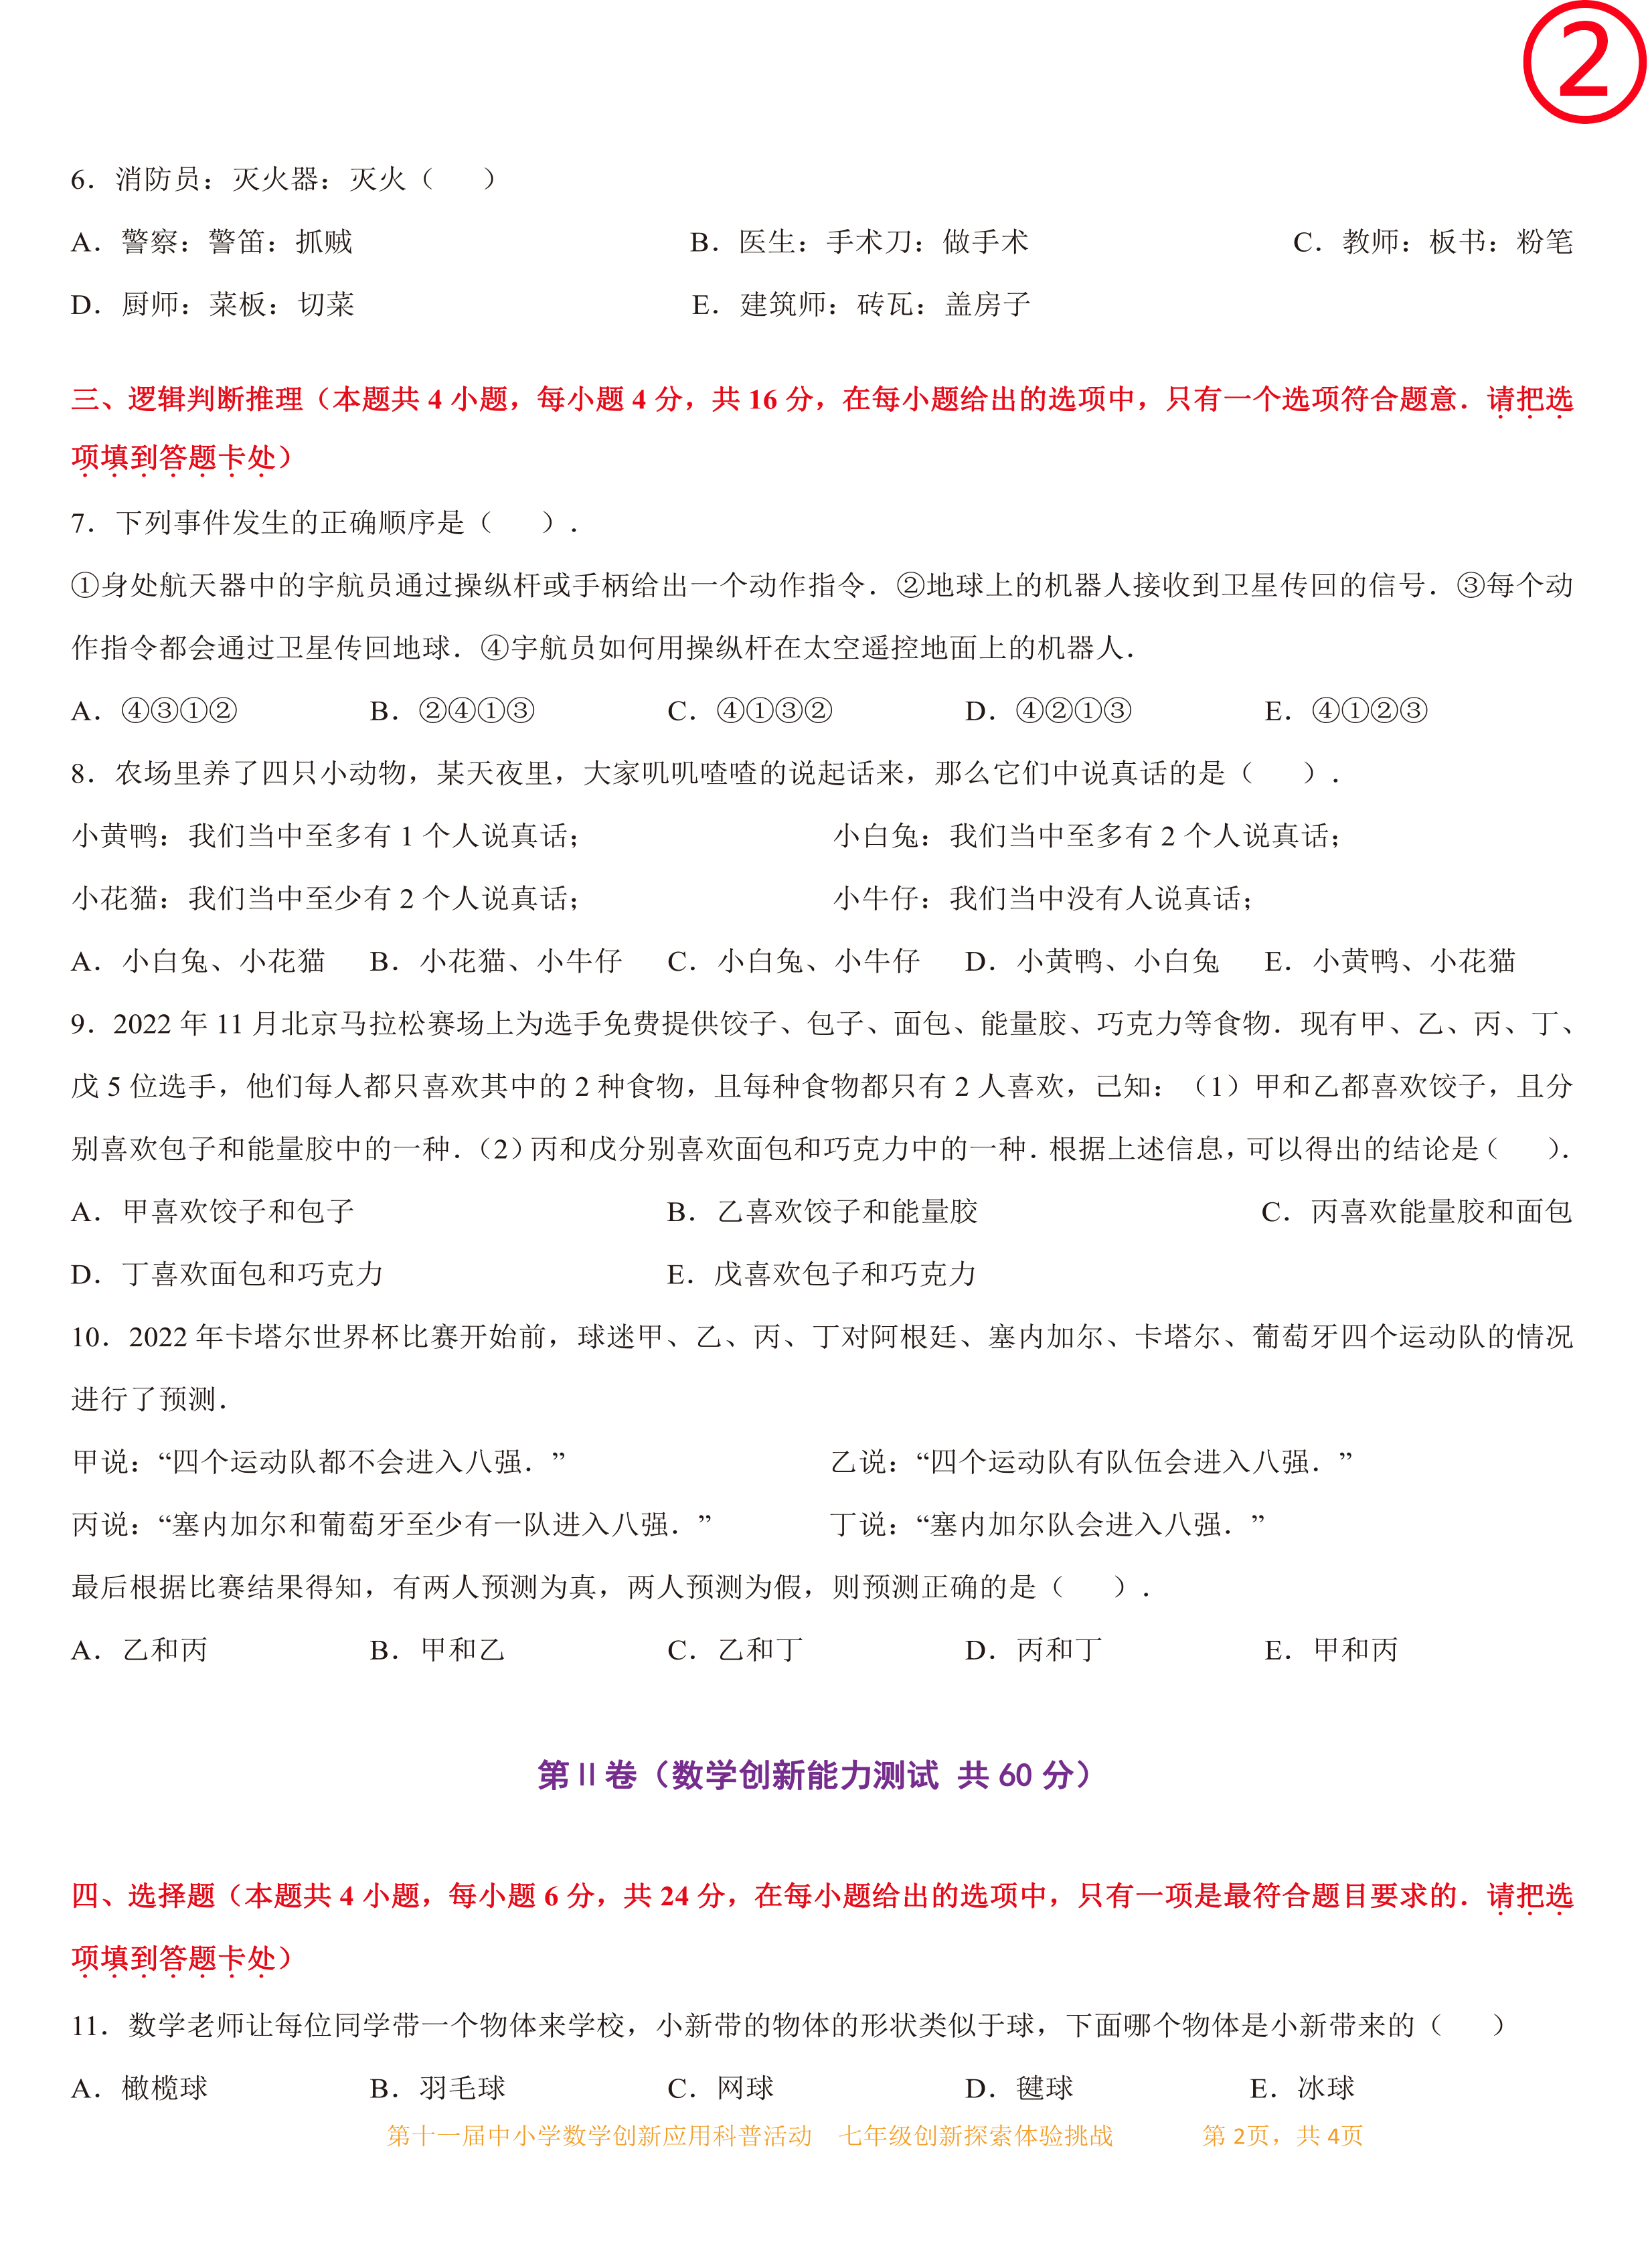 ②
6．消防员：灭火器：灭火（　　）
A．警察：警笛：抓贼　　B．医生：手术刀：做手术　　C．教师：板书：粉笔
D．厨师：菜板：切菜　　E．建筑师：砖瓦：盖房子
三、逻辑判断推理（本题共 4 小题，每小题 4 分，共 16 分，在每小题给出的选项中，只有一个选项符合题意．请把选
项填到答题卡处）
7．下列事件发生的正确顺序是（　　）．
①身处航天器中的宇航员通过操纵杆或手柄给出一个动作指令．②地球上的机器人接收到卫星传回的信号．③每个动
作指令都会通过卫星传回地球．④宇航员如何用操纵杆在太空遥控地面上的机器人．
A．④③①②　　B．②④①③　　C．④①③②　　D．④②①③　　E．④①②③
8．农场里养了四只小动物，某天夜里，大家叽叽喳喳的说起话来，那么它们中说真话的是（　　）．
小黄鸭：我们当中至多有 1 个人说真话；　　小白兔：我们当中至多有 2 个人说真话；
小花猫：我们当中至少有 2 个人说真话；　　小牛仔：我们当中没有人说真话；
A．小白兔、小花猫　　B．小花猫、小牛仔　　C．小白兔、小牛仔　　D．小黄鸭、小白兔　　E．小黄鸭、小花猫
9．2022 年 11 月北京马拉松赛场上为选手免费提供饺子、包子、面包、能量胶、巧克力等食物．现有甲、乙、丙、丁、
戊 5 位选手，他们每人都只喜欢其中的 2 种食物，且每种食物都只有 2 人喜欢，己知：（1）甲和乙都喜欢饺子，且分
别喜欢包子和能量胶中的一种．（2）丙和戊分别喜欢面包和巧克力中的一种．根据上述信息，可以得出的结论是（　　）．
A．甲喜欢饺子和包子　　B．乙喜欢饺子和能量胶　　C．丙喜欢能量胶和面包
D．丁喜欢面包和巧克力　　E．戊喜欢包子和巧克力
10．2022 年卡塔尔世界杯比赛开始前，球迷甲、乙、丙、丁对阿根廷、塞内加尔、卡塔尔、葡萄牙四个运动队的情况
进行了预测．
甲说：“四个运动队都不会进入八强．”　　乙说：“四个运动队有队伍会进入八强．”
丙说：“塞内加尔和葡萄牙至少有一队进入八强．”　　丁说：“塞内加尔队会进入八强．”
最后根据比赛结果得知，有两人预测为真，两人预测为假，则预测正确的是（　　）．
A．乙和丙　　B．甲和乙　　C．乙和丁　　D．丙和丁　　E．甲和丙
第Ⅱ卷（数学创新能力测试 共 60 分）
四、选择题（本题共 4 小题，每小题 6 分，共 24 分，在每小题给出的选项中，只有一项是最符合题目要求的．请把选
项填到答题卡处）
11．数学老师让每位同学带一个物体来学校，小新带的物体的形状类似于球，下面哪个物体是小新带来的（　　）
A．橄榄球　　B．羽毛球　　C．网球　　D．毽球　　E．冰球
第十一届中小学数学创新应用科普活动　七年级创新探索体验挑战　　第 2页，共 4页